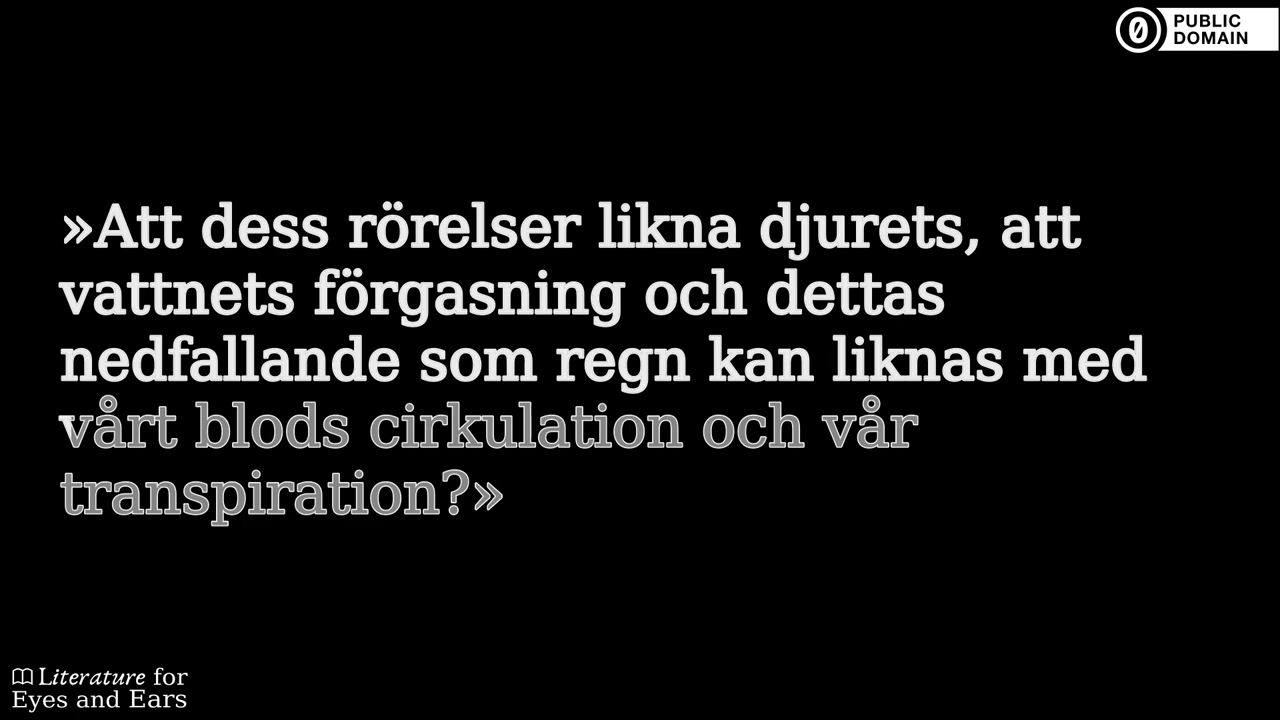 PUBLIC
DOMAIN
»Att dess rörelser likna djurets, att
vattnets förgasning och dettas
nedfallande som regn kan liknas med
vårt blods cirkulation och vår
transpiration?»
Literature for
Eyes and Ears